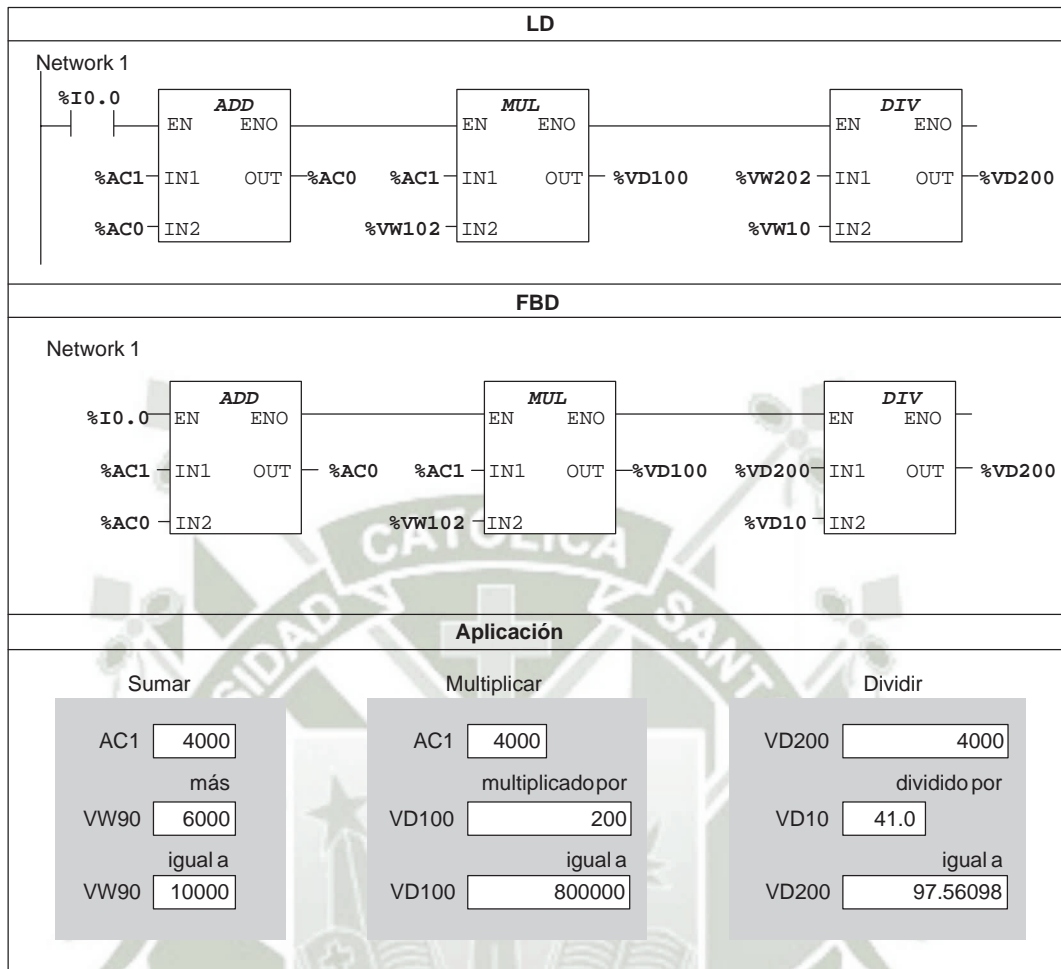 LD
Network 1
%I0.0
ADD MUL DIV
EN ENO EN ENO EN ENO
%AC1 IN1 OUT %AC0 %AC1 IN1 OUT %VD100 %VW202 IN1 OUT %VD200
%AC0 IN2 %VW102 IN2 %VW10 IN2
FBD
Network 1
ADD MUL DIV
%I0.0 EN ENO EN ENO EN ENO
%AC1 IN1 OUT %AC0 %AC1 IN1 OUT %VD100 %VD200 IN1 OUT %VD200
%AC0 IN2 %VW102 IN2 %VD10 IN2
CATOLICA
SIDAD SANT
Aplicación
Sumar Multiplicar Dividir
AC1 4000 AC1 4000 VD200 4000
más multiplicado por dividido por
VW90 6000 VD100 200 VD10 41.0
igual a igual a igual a
VW90 10000 VD100 800000 VD200 97.56098